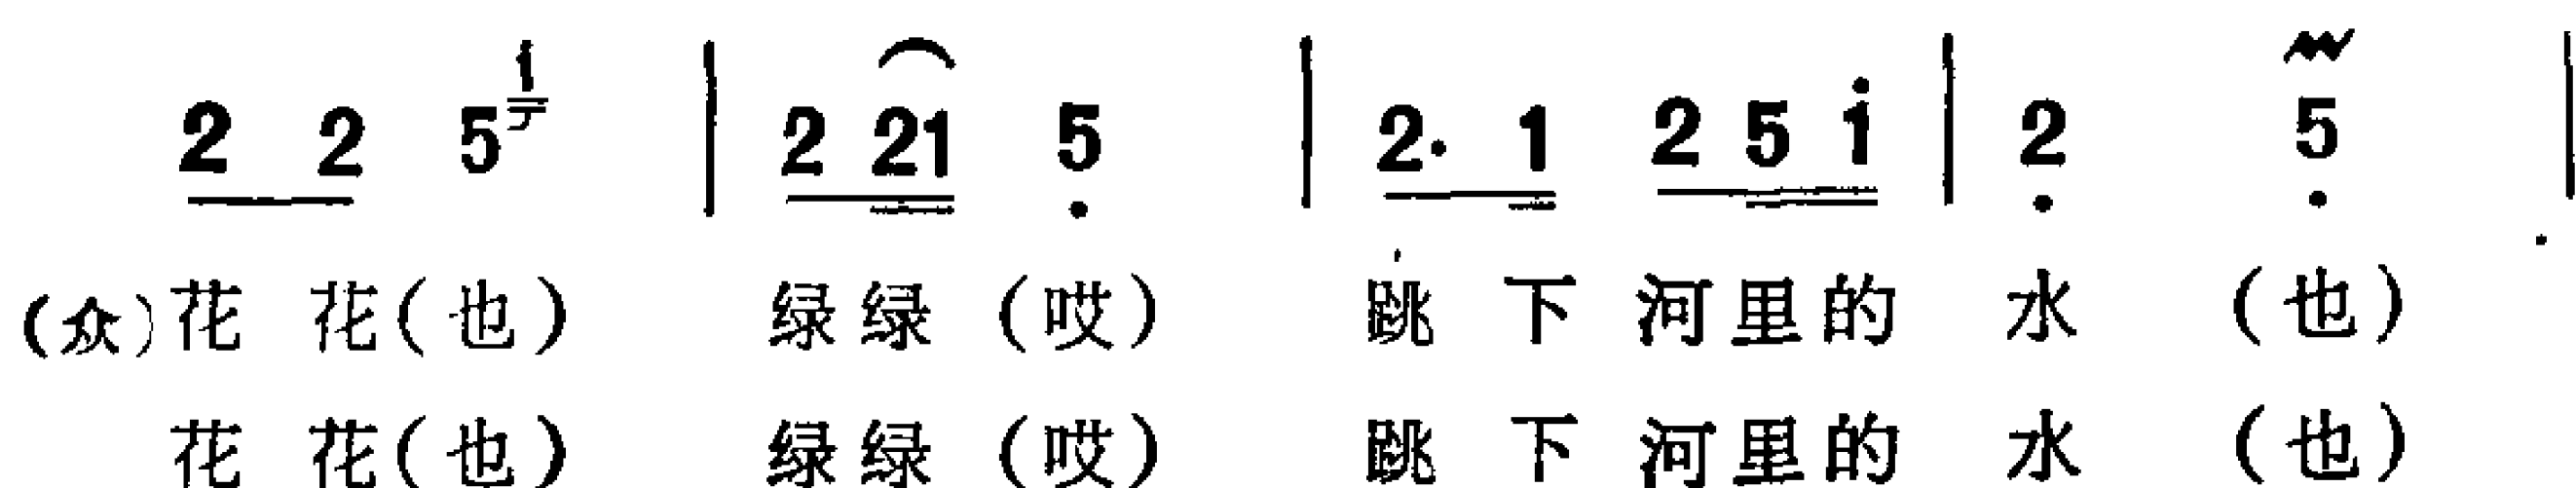 2 2 5 1 | 2 21 5 | 2· 1 2 5 i | 2 5 |
(众)花 花(也) 绿绿(哎) 跳 下 河里的 水 (也)
花 花(也) 绿绿(哎) 跳 下 河里的 水 (也)